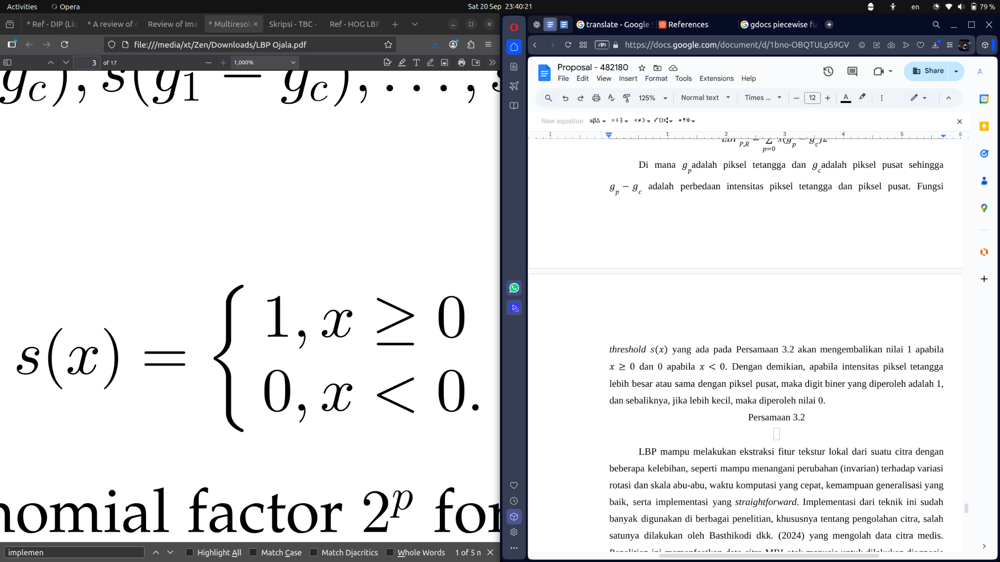 Activities
Opera
Sat 20 Sep 23:40:21
en
79 %
* Ref - DIP (Liu
* A review of c
Review of Ima
* Multiresol
Skripsi - TBC -
Ref - HOG LBP
file:///media/xt/Zen/Downloads/LBP Ojala.pdf
3 of 17
1,000%
g_c), s(g_1 − g_c), . . . , s
s(x) = { 1, x ≥ 0
0, x < 0.
nomial factor 2^p for
implemen
Highlight All
Match Case
Match Diacritics
Whole Words
1 of 5 m
translate - Google S
References
gdocs piecewise fu
VPN
https://docs.google.com/document/d/1bno-OBQTULpS9GV
Proposal - 482180
File Edit View Insert Format Tools Extensions Help
Share
A
125%
Normal text
Times ...
12
A
New equation αβΔ ×÷∃ <≠⊃
31
1 1 2 3 4 5 6
LBP_{P,R} = Σ_{p=0} s(g_p − g_c)2
Di mana g_p adalah piksel tetangga dan g_c adalah piksel pusat sehingga
g_p − g_c adalah perbedaan intensitas piksel tetangga dan piksel pusat. Fungsi
threshold s(x) yang ada pada Persamaan 3.2 akan mengembalikan nilai 1 apabila
x ≥ 0 dan 0 apabila x < 0. Dengan demikian, apabila intensitas piksel tetangga
lebih besar atau sama dengan piksel pusat, maka digit biner yang diperoleh adalah 1,
dan sebaliknya, jika lebih kecil, maka diperoleh nilai 0.
Persamaan 3.2
LBP mampu melakukan ekstraksi fitur tekstur lokal dari suatu citra dengan
beberapa kelebihan, seperti mampu menangani perubahan (invarian) terhadap variasi
rotasi dan skala abu-abu, waktu komputasi yang cepat, kemampuan generalisasi yang
baik, serta implementasi yang straightforward. Implementasi dari teknik ini sudah
banyak digunakan di berbagai penelitian, khususnya tentang pengolahan citra, salah
satunya dilakukan oleh Basthikodi dkk. (2024) yang mengolah data citra medis.